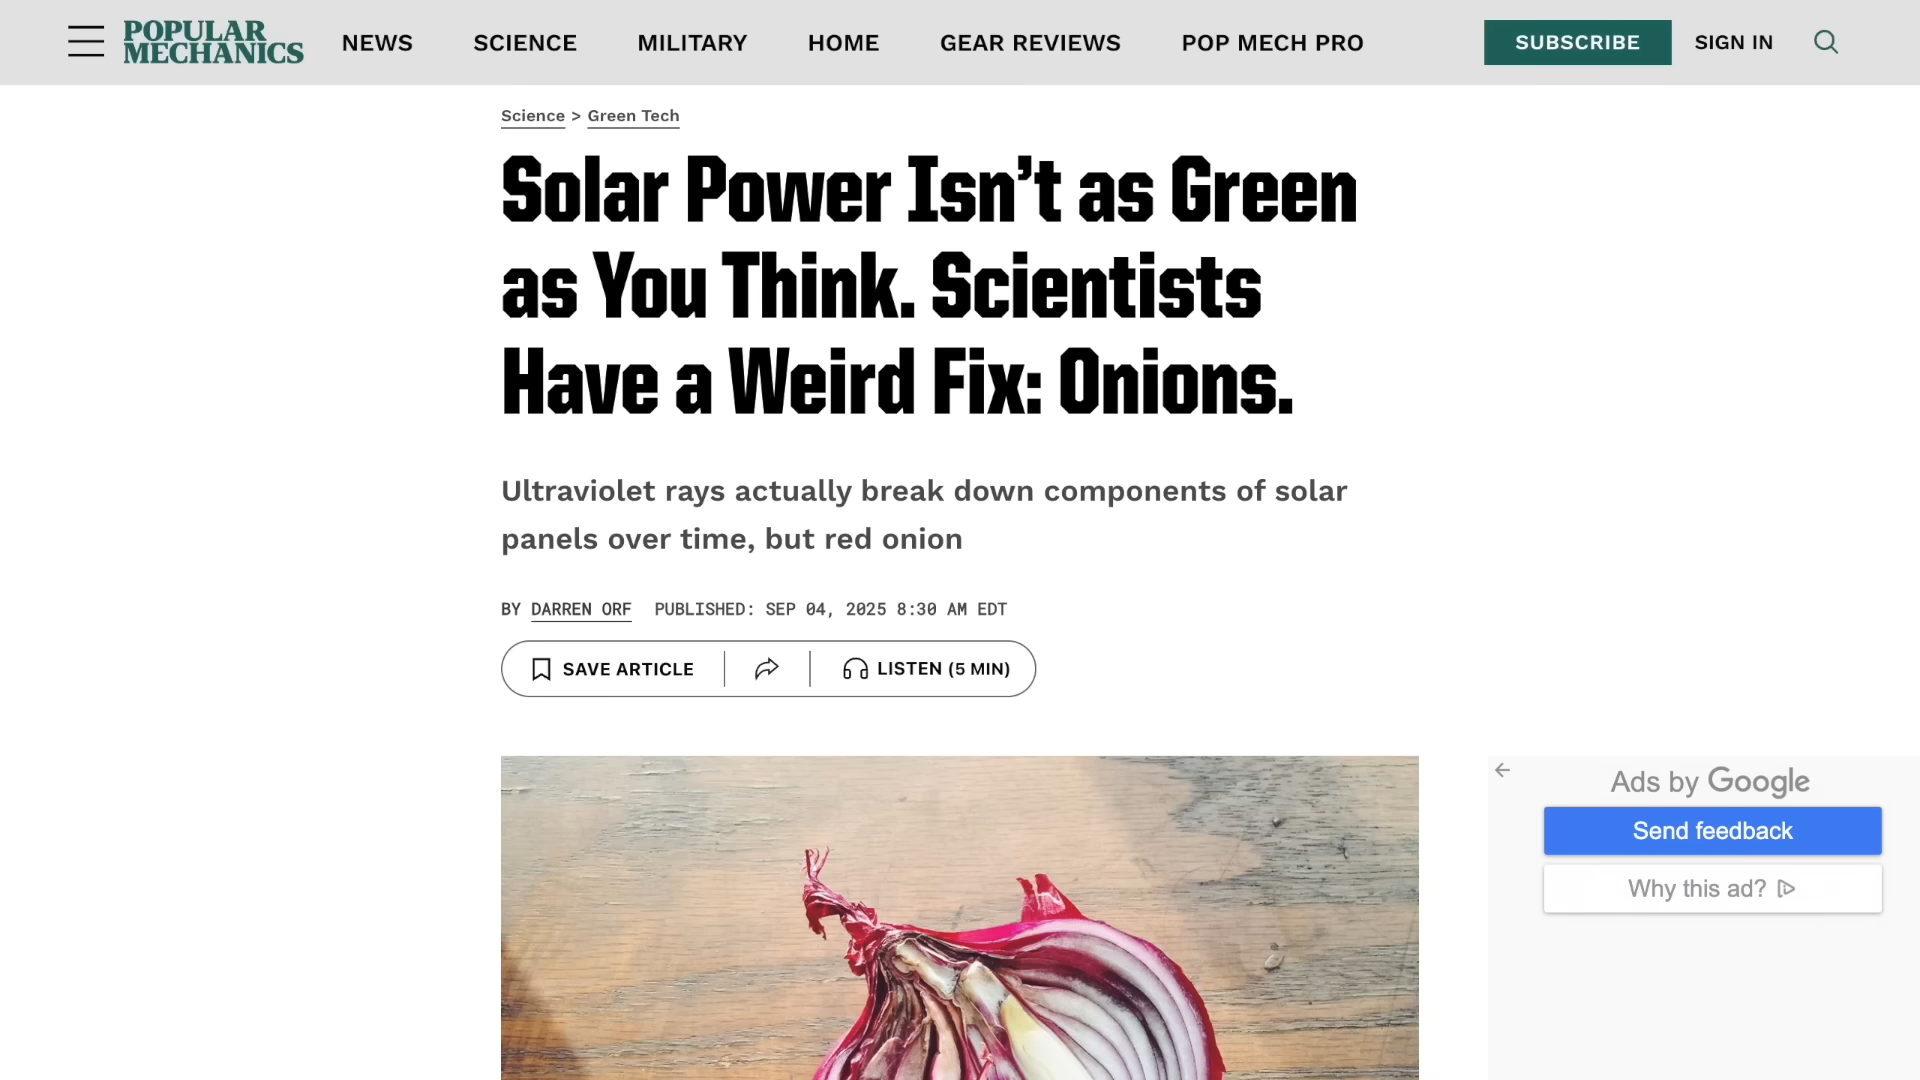 POPULAR
MECHANICS
NEWS
SCIENCE
MILITARY
HOME
GEAR REVIEWS
POP MECH PRO
SUBSCRIBE
SIGN IN
Science > Green Tech
Solar Power Isn’t as Green
as You Think. Scientists
Have a Weird Fix: Onions.
Ultraviolet rays actually break down components of solar
panels over time, but red onion
BY DARREN ORF PUBLISHED: SEP 04, 2025 8:30 AM EDT
SAVE ARTICLE
LISTEN (5 MIN)
Ads by Google
Send feedback
Why this ad?